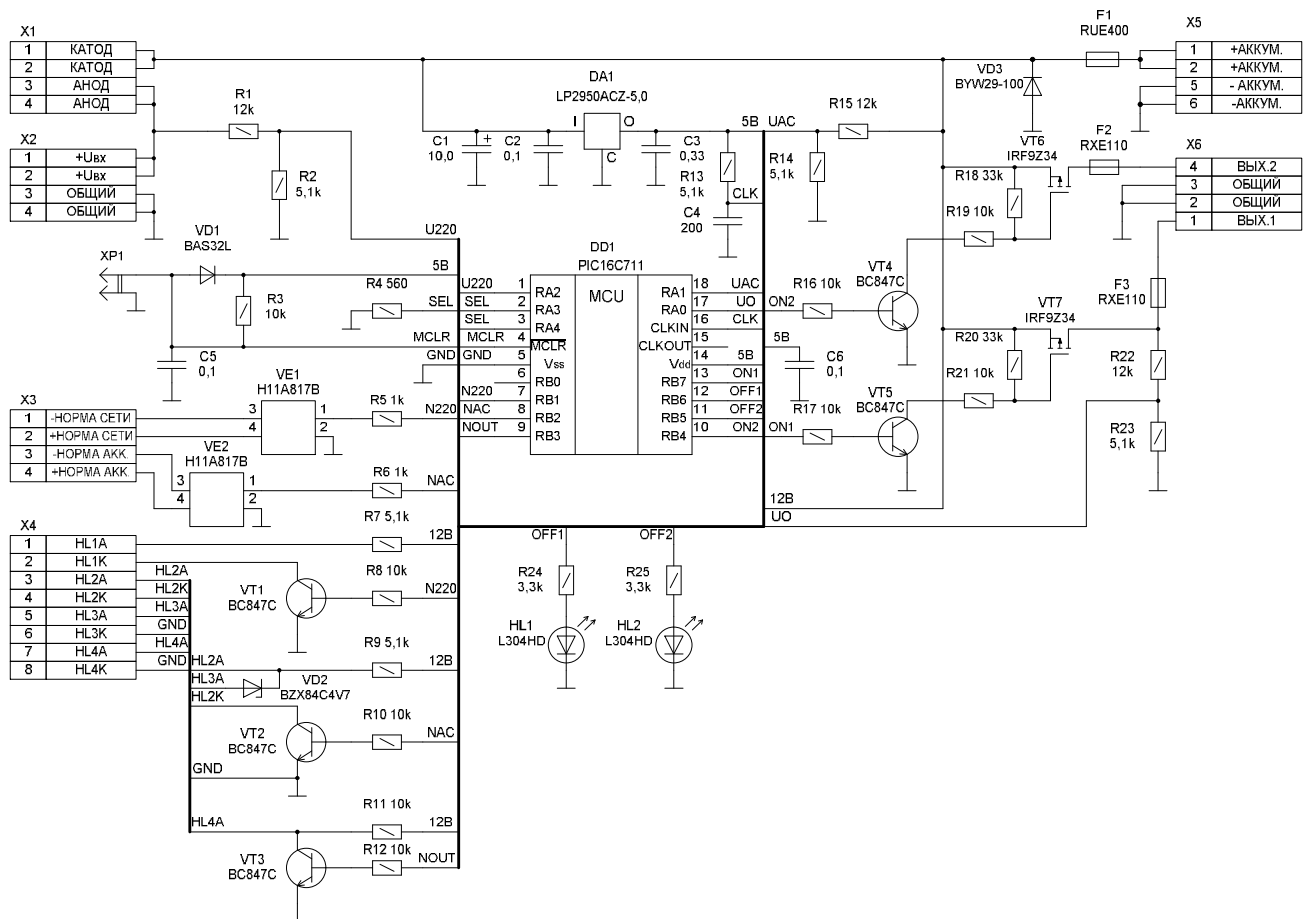 X1
1 КАТОД
2 КАТОД
3 АНОД
4 АНОД
X2
1 +Uвх
2 +Uвх
3 ОБЩИЙ
4 ОБЩИЙ
R1
12k
R2
5,1k
VD1
BAS32L
XP1
R3
10k
C5
0,1
R4 560
U220
5В
SEL
MCLR
GND
DA1
LP2950ACZ-5,0
I
O
C
C1
10,0
+
C2
0,1
C3
0,33
5В
UAC
R13
5,1k
CLK
C4
200
R14
5,1k
R15 12k
F1
RUE400
VD3
BYW29-100
X5
1 +АККУМ.
2 +АККУМ.
5 - АККУМ.
6 -АККУМ.
VT6
IRF9Z34
F2
RXE110
X6
4 ВЫХ.2
3 ОБЩИЙ
2 ОБЩИЙ
1 ВЫХ.1
R18 33k
R19 10k
VT4
BC847C
R16 10k
ON2
F3
RXE110
VT7
IRF9Z34
R20 33k
R21 10k
R22
12k
R23
5,1k
VT5
BC847C
R17 10k
ON1
5В
C6
0,1
DD1
PIC16C711
MCU
U220 1 RA2
SEL 2 RA3
SEL 3 RA4
MCLR 4 MCLR
GND 5 Vss
6 RB0
N220 7 RB1
NAC 8 RB2
NOUT 9 RB3
RA1 18 UAC
RA0 17 UO
CLKIN 16 CLK
CLKOUT 15
Vdd 14 5В
RB7 13 ON1
RB6 12 OFF1
RB5 11 OFF2
RB4 10 ON2
12В
UO
X3
1 -НОРМА СЕТИ
2 +НОРМА СЕТИ
3 -НОРМА АКК.
4 +НОРМА АКК.
VE1
H11A817B
3
4
1
2
R5 1k
N220
VE2
H11A817B
3
4
1
2
R6 1k
NAC
X4
1 HL1A
2 HL1K
3 HL2A
4 HL2K
5 HL3A
6 HL3K
7 HL4A
8 HL4K
HL2A
HL2K
HL3A
GND
HL4A
GND
R7 5,1k
12В
VT1
BC847C
R8 10k
N220
R9 5,1k
12В
HL2A
HL3A
HL2K
VD2
BZX84C4V7
VT2
BC847C
R10 10k
NAC
GND
HL4A
R11 10k
12В
VT3
BC847C
R12 10k
NOUT
OFF1
R24
3,3k
HL1
L304HD
OFF2
R25
3,3k
HL2
L304HD